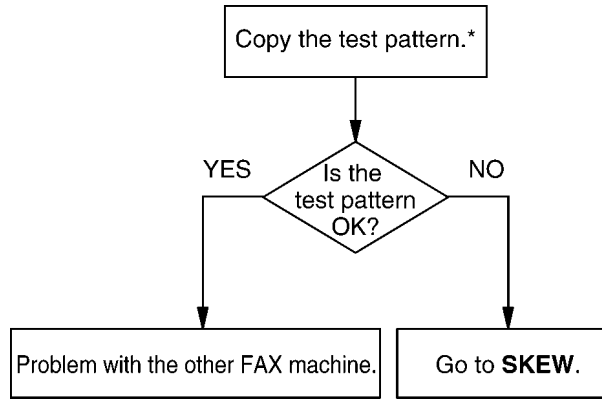 Copy the test pattern.*
YES
NO
Is the
test pattern
OK?
Problem with the other FAX machine.
Go to SKEW.